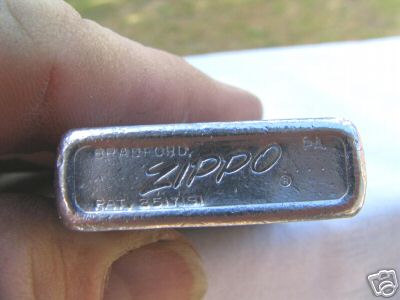 BRADFORD, PA.
ZIPPO ®
PAT. 2517191